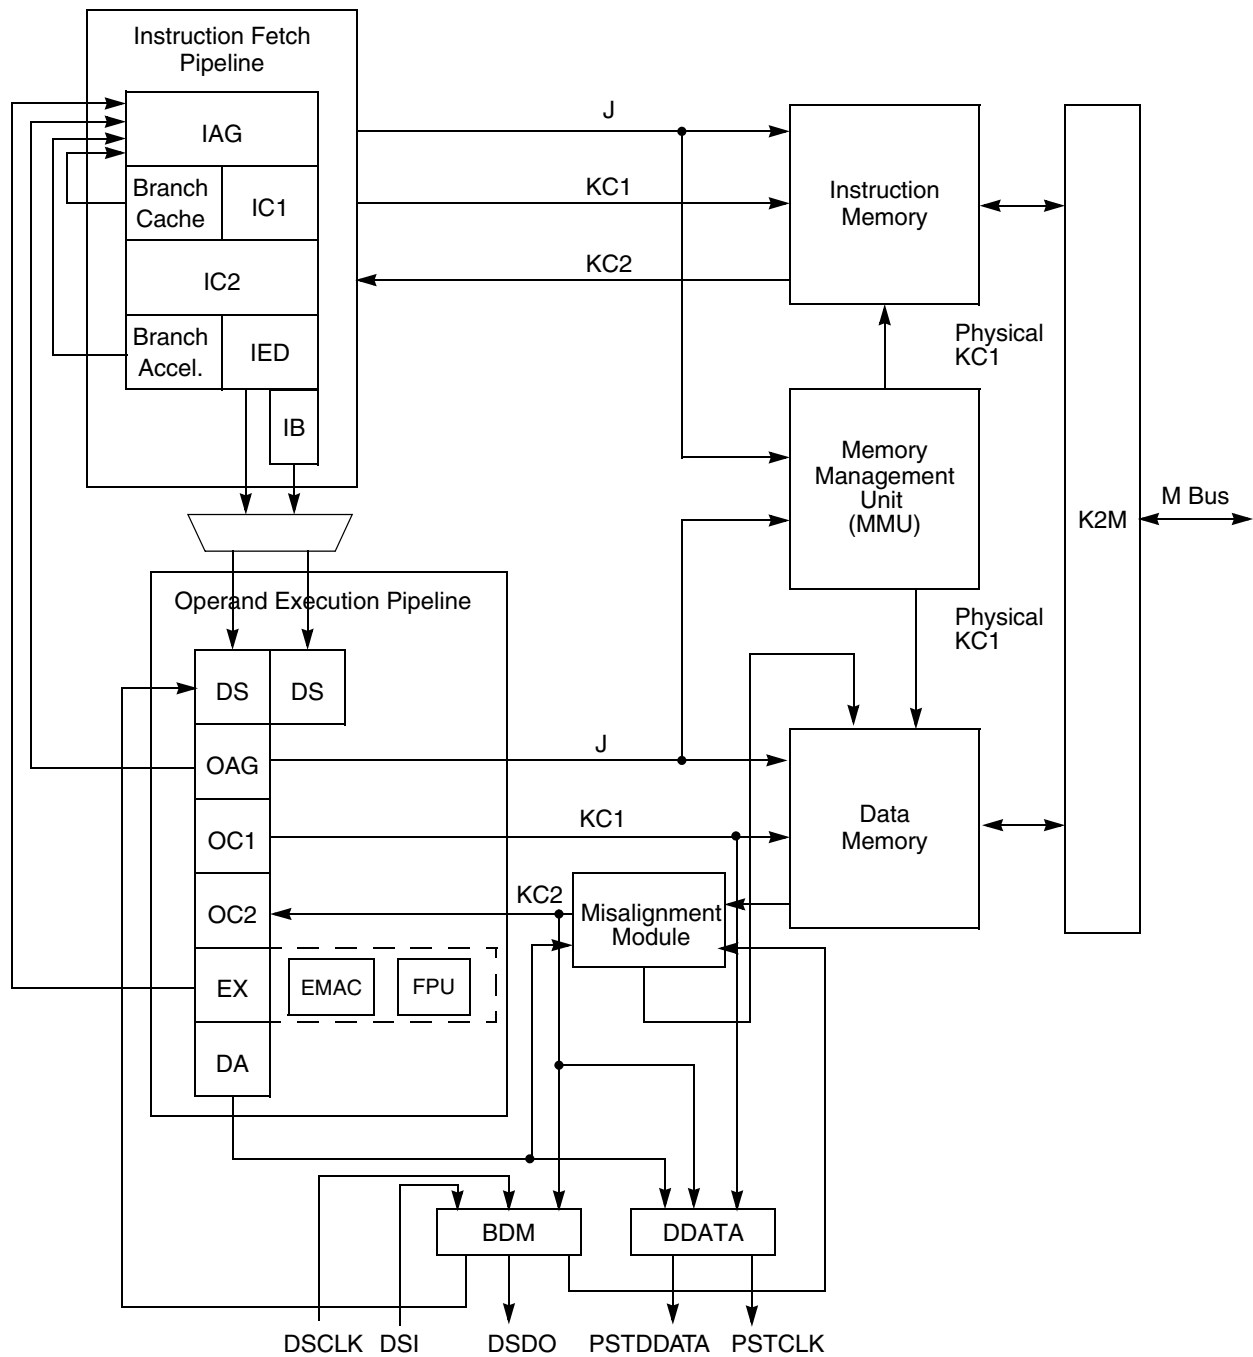 Instruction Fetch
Pipeline
IAG
Branch
Cache
IC1
IC2
Branch
Accel.
IED
IB
J
KC1
KC2
Instruction
Memory
Physical
KC1
Memory
Management
Unit
(MMU)
K2M
M Bus
Physical
KC1
Operand Execution Pipeline
DS
DS
OAG
J
OC1
KC1
Data
Memory
OC2
KC2
Misalignment
Module
EX
EMAC
FPU
DA
BDM
DDATA
DSCLK
DSI
DSDO
PSTDDATA
PSTCLK